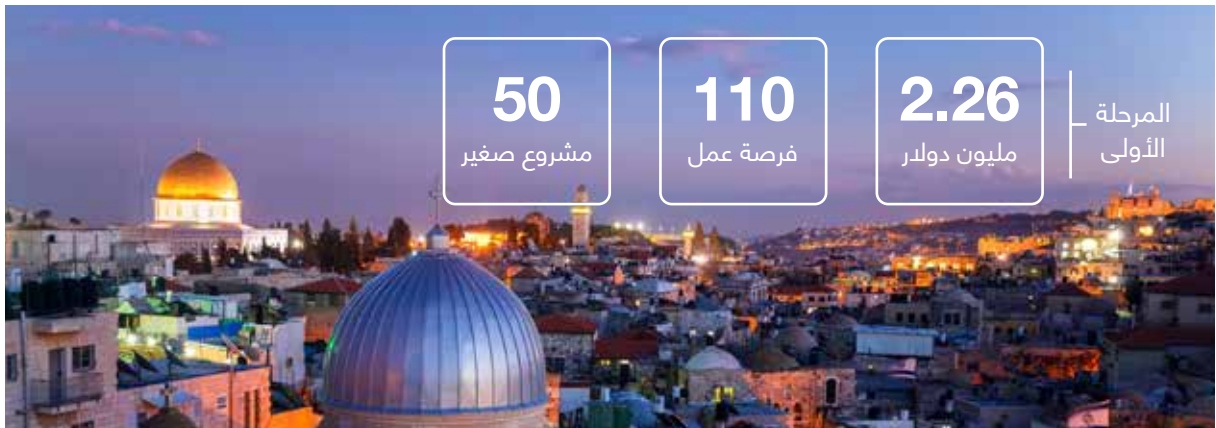 المرحلة
الأولى
2.26
مليون دولار
110
فرصة عمل
50
مشروع صغير